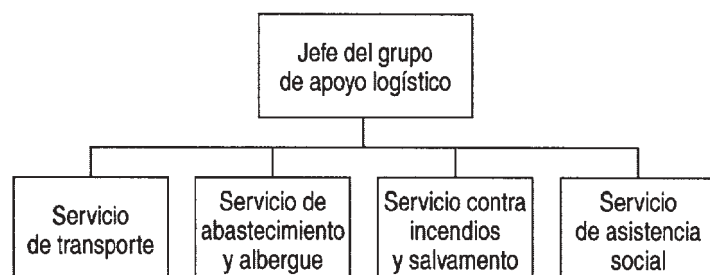 Jefe del grupo
de apoyo logístico
Servicio
de transporte
Servicio de
abastecimiento
y albergue
Servicio contra
incendios
y salvamento
Servicio
de asistencia
social